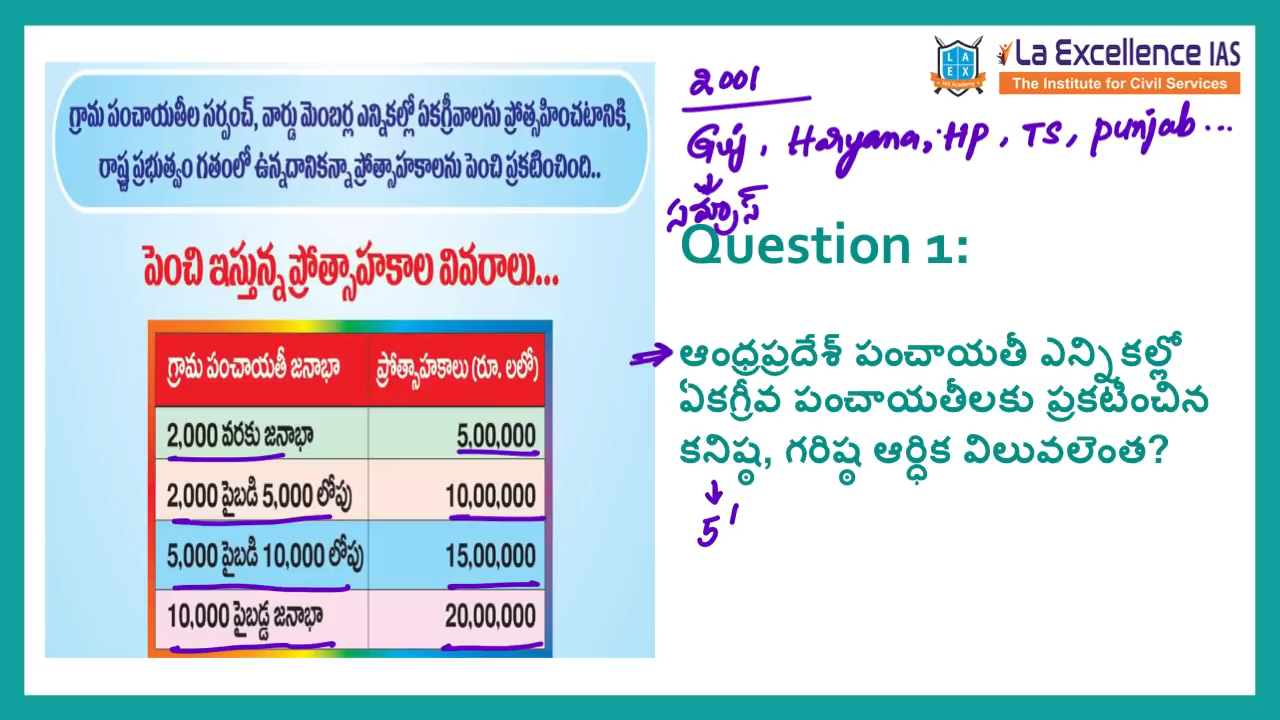 గ్రామ పంచాయతీల సర్పంచ్, వార్డు మెంబర్ల ఎన్నికల్లో ఏకగ్రీవాలను ప్రోత్సహించటానికి,
రాష్ట్ర ప్రభుత్వం గతంలో ఉన్నదానికన్నా ప్రోత్సాహకాలను పెంచి ప్రకటించింది..
పెంచి ఇస్తున్న ప్రోత్సాహకాల వివరాలు...
గ్రామ పంచాయతీ జనాభా ప్రోత్సాహకాలు (రూ. లలో)
2,000 వరకు జనాభా 5,00,000
2,000 పైబడి 5,000 లోపు 10,00,000
5,000 పైబడి 10,000 లోపు 15,00,000
10,000 పైబడ్డ జనాభా 20,00,000
LAEX
IAS Academy
La Excellence IAS
The Institute for Civil Services
2001
Guj, Haryana, HP, TS, punjab...
Question 1:
ఆంధ్రప్రదేశ్ పంచాయతీ ఎన్నికల్లో
ఏకగ్రీవ పంచాయతీలకు ప్రకటించిన
కనిష్ఠ, గరిష్ఠ ఆర్ధిక విలువలెంత?
5